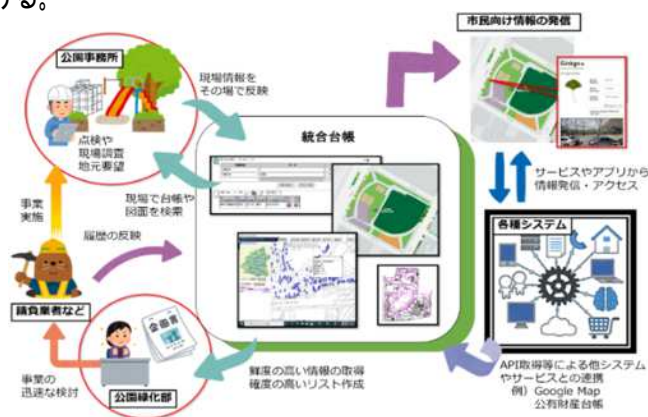 ける。
公園事務所
点検や
現場調査
地元要望
現場情報を
その場で反映
統合台帳
市民向け情報の発信
Ginkgo
サービスやアプリから
情報発信・アクセス
現場で台帳や
図面を検索
事業
実施
履歴の反映
請負業者など
各種システム
企画書
公園緑化部
事業の
迅速な検討
鮮度の高い情報の取得
確度の高いリスト作成
API取得等による他システム
やサービスとの連携
例）Google Map
公有財産台帳